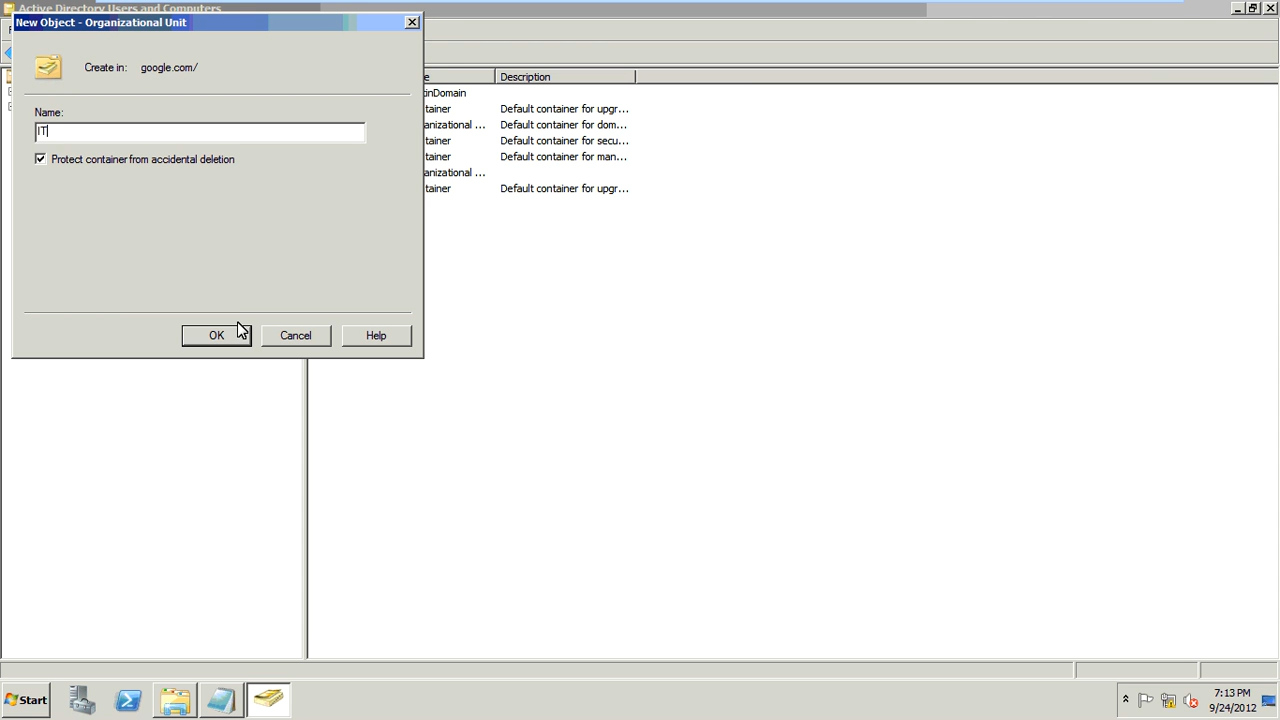 Active Directory Users and Computers
New Object - Organizational Unit
Create in: google.com/
Name:
IT
Protect container from accidental deletion
OK Cancel Help
Description
tainer Default container for upgr...
anizational ... Default container for dom...
tainer Default container for secu...
tainer Default container for man...
anizational ...
tainer Default container for upgr...
Start
7:13 PM
9/24/2012